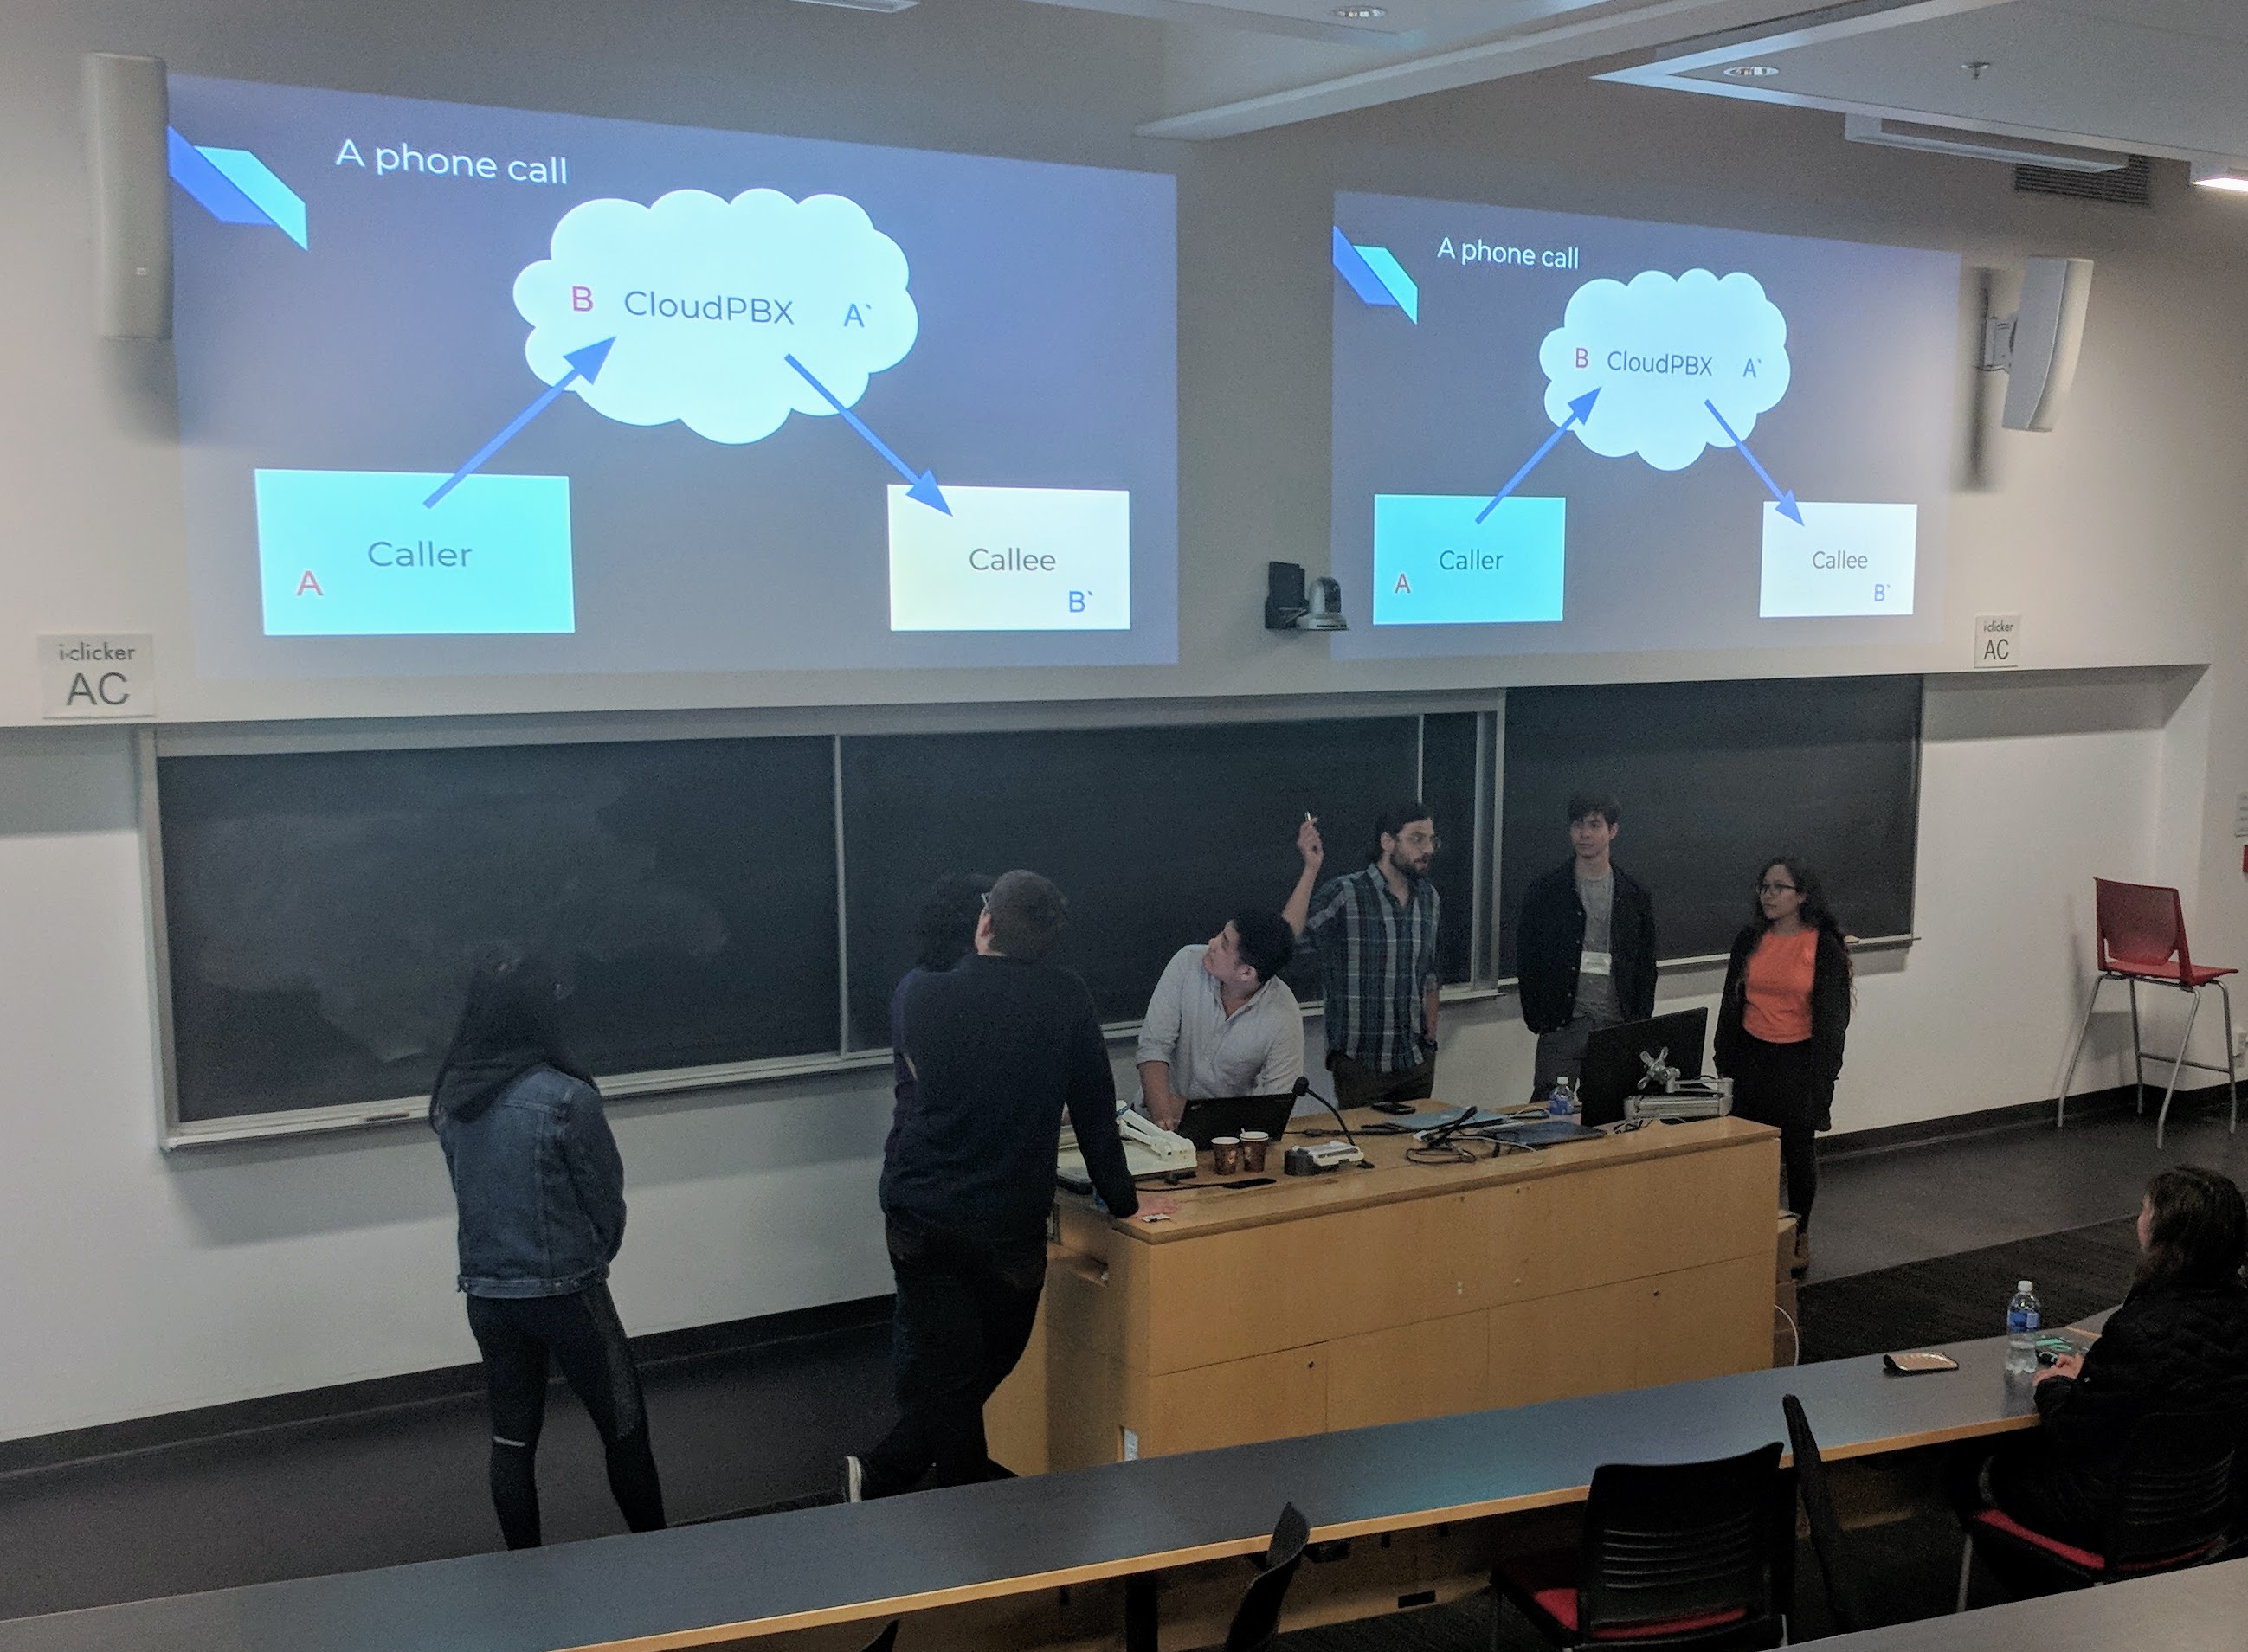 A phone call
B CloudPBX A`
Caller
A
Callee
B`
A phone call
B CloudPBX A`
Caller
A
Callee
B`
i>clicker
AC
i>clicker
AC